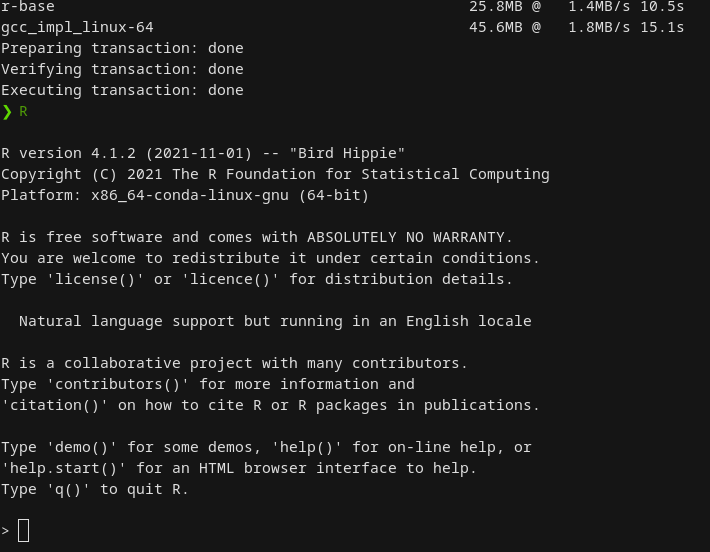 r-base 25.8MB @ 1.4MB/s 10.5s
gcc_impl_linux-64 45.6MB @ 1.8MB/s 15.1s
Preparing transaction: done
Verifying transaction: done
Executing transaction: done
❯ R
R version 4.1.2 (2021-11-01) -- "Bird Hippie"
Copyright (C) 2021 The R Foundation for Statistical Computing
Platform: x86_64-conda-linux-gnu (64-bit)
R is free software and comes with ABSOLUTELY NO WARRANTY.
You are welcome to redistribute it under certain conditions.
Type 'license()' or 'licence()' for distribution details.
Natural language support but running in an English locale
R is a collaborative project with many contributors.
Type 'contributors()' for more information and
'citation()' on how to cite R or R packages in publications.
Type 'demo()' for some demos, 'help()' for on-line help, or
'help.start()' for an HTML browser interface to help.
Type 'q()' to quit R.
>